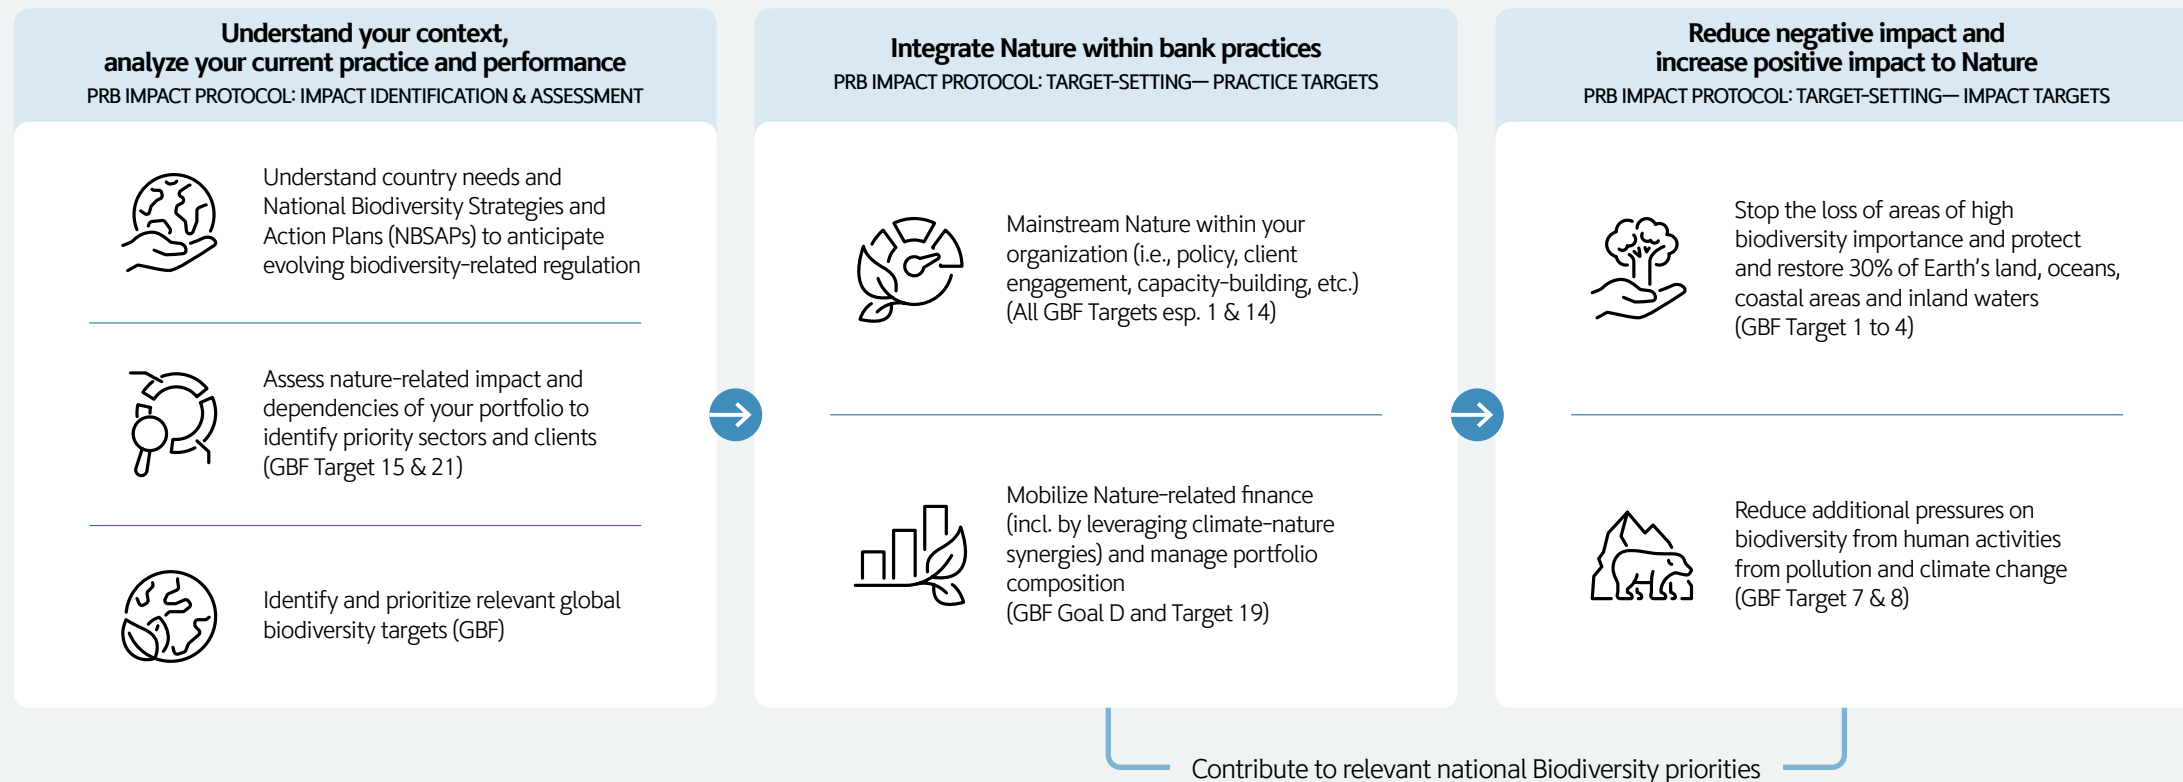 Understand your context,
analyze your current practice and performance
PRB IMPACT PROTOCOL: IMPACT IDENTIFICATION & ASSESSMENT
Understand country needs and
National Biodiversity Strategies and
Action Plans (NBSAPs) to anticipate
evolving biodiversity-related regulation
Assess nature-related impact and
dependencies of your portfolio to
identify priority sectors and clients
(GBF Target 15 & 21)
Identify and prioritize relevant global
biodiversity targets (GBF)
Integrate Nature within bank practices
PRB IMPACT PROTOCOL: TARGET-SETTING— PRACTICE TARGETS
Mainstream Nature within your
organization (i.e., policy, client
engagement, capacity-building, etc.)
(All GBF Targets esp. 1 & 14)
Mobilize Nature-related finance
(incl. by leveraging climate-nature
synergies) and manage portfolio
composition
(GBF Goal D and Target 19)
Reduce negative impact and
increase positive impact to Nature
PRB IMPACT PROTOCOL: TARGET-SETTING— IMPACT TARGETS
Stop the loss of areas of high
biodiversity importance and protect
and restore 30% of Earth's land, oceans,
coastal areas and inland waters
(GBF Target 1 to 4)
Reduce additional pressures on
biodiversity from human activities
from pollution and climate change
(GBF Target 7 & 8)
Contribute to relevant national Biodiversity priorities